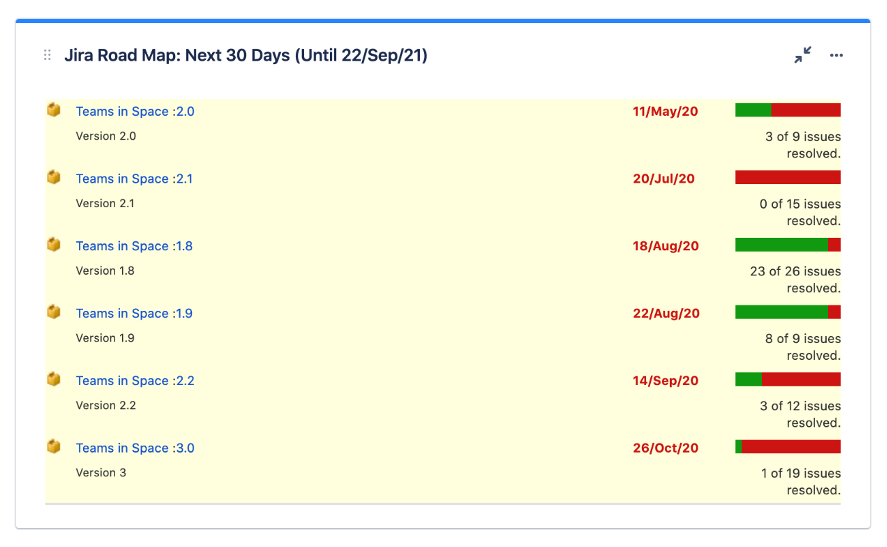 Jira Road Map: Next 30 Days (Until 22/Sep/21)
Teams in Space :2.0 11/May/20
Version 2.0 3 of 9 issues
resolved.
Teams in Space :2.1 20/Jul/20
Version 2.1 0 of 15 issues
resolved.
Teams in Space :1.8 18/Aug/20
Version 1.8 23 of 26 issues
resolved.
Teams in Space :1.9 22/Aug/20
Version 1.9 8 of 9 issues
resolved.
Teams in Space :2.2 14/Sep/20
Version 2.2 3 of 12 issues
resolved.
Teams in Space :3.0 26/Oct/20
Version 3 1 of 19 issues
resolved.